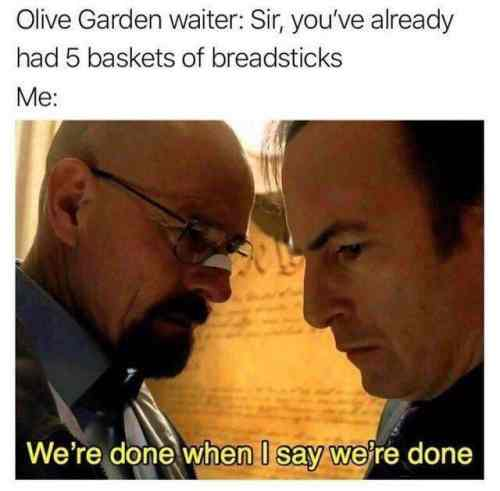 Olive Garden waiter: Sir, you've already
had 5 baskets of breadsticks
Me:
We're done when I say we're done